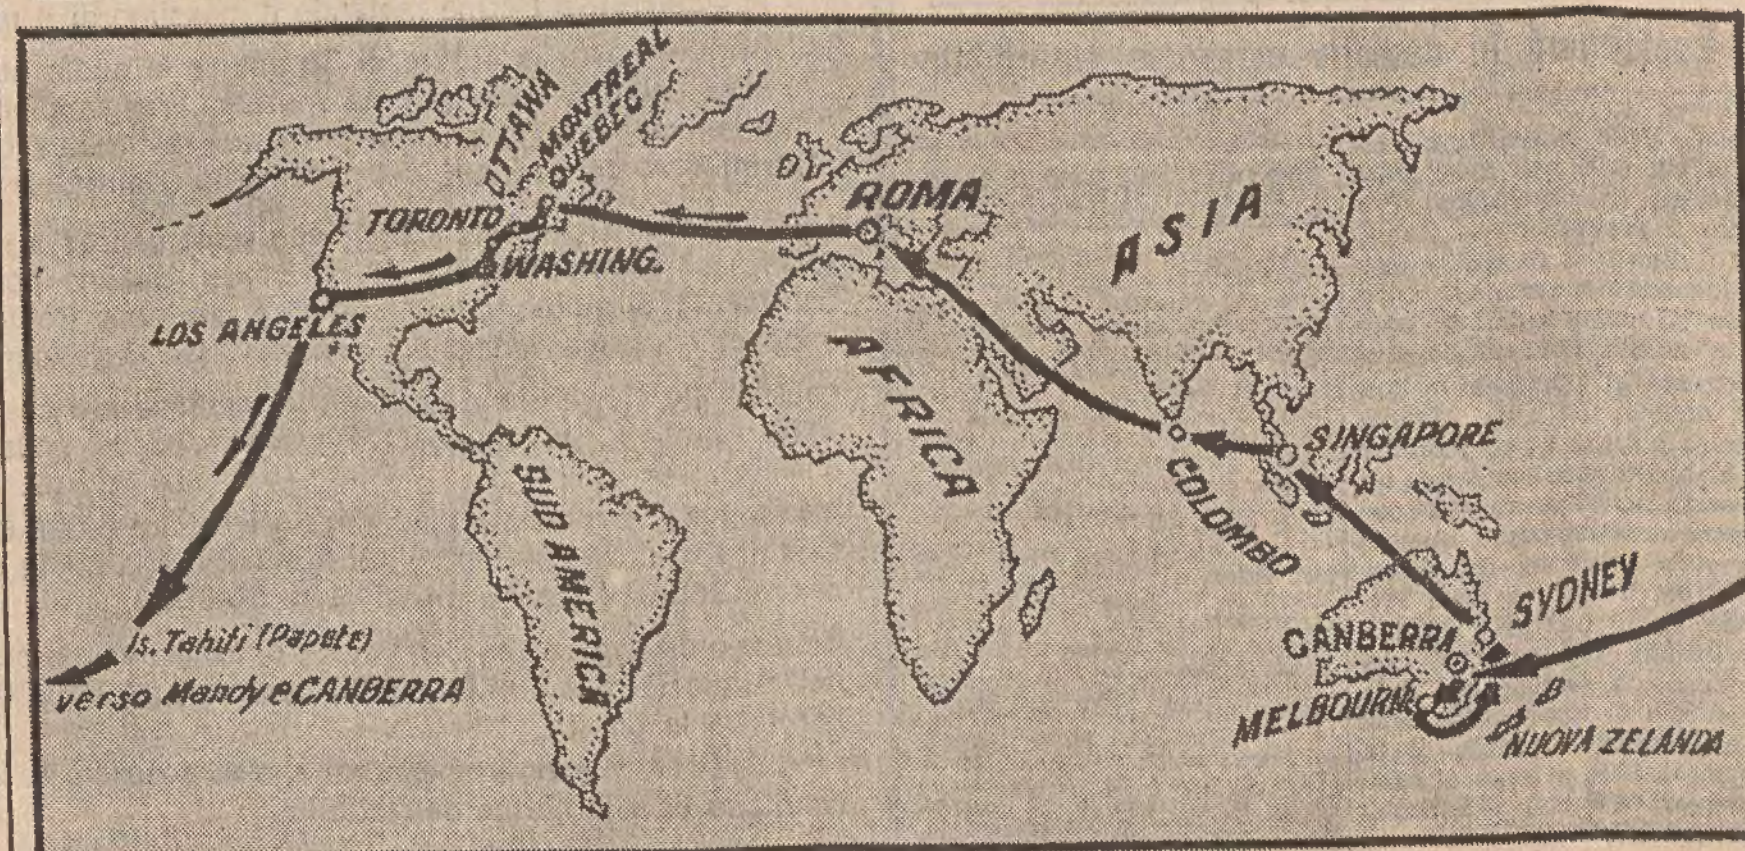 OTTAWA
MONTREAL
QUEBEC
TORONTO
WASHING.
ROMA
ASIA
LOS ANGELES
AFRICA
SUD AMERICA
SINGAPORE
COLOMBO
SYDNEY
CANBERRA
MELBOURN
NUOVA ZELANDA
Is. Tahiti (Papete)
verso Mandy e CANBERRA